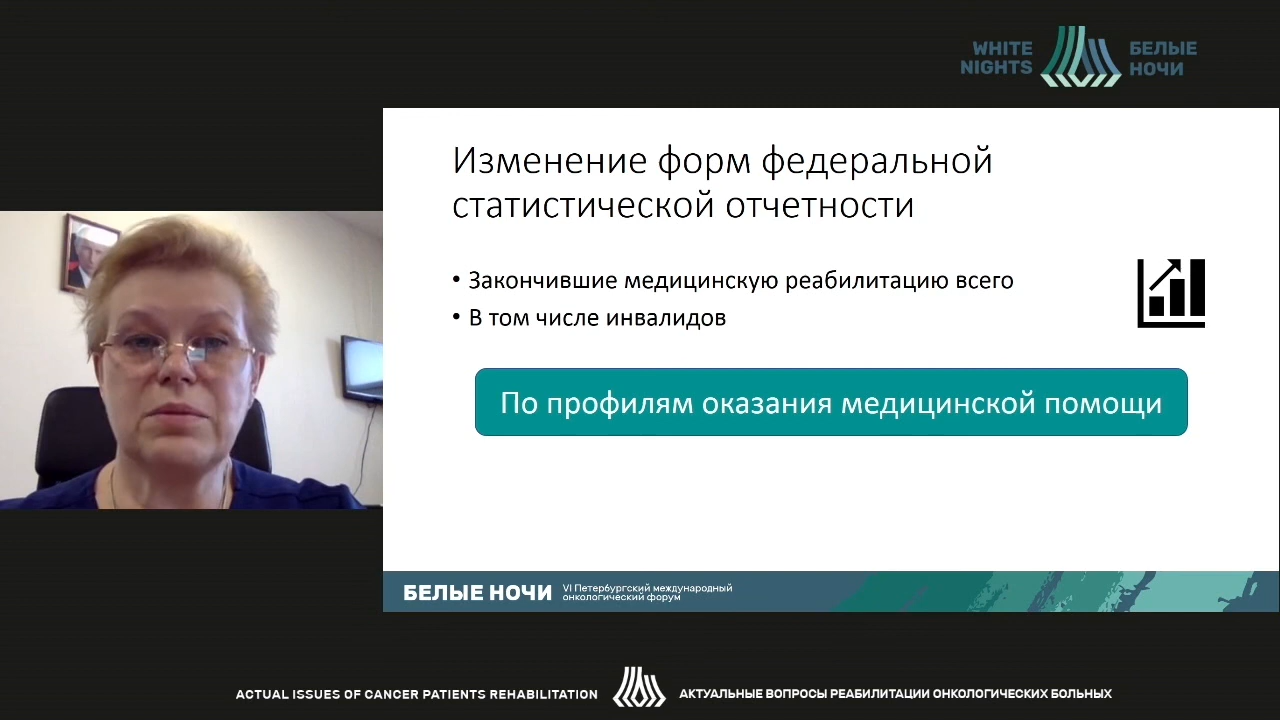 WHITE
NIGHTS
БЕЛЫЕ
НОЧИ
Изменение форм федеральной
статистической отчетности
• Закончившие медицинскую реабилитацию всего
• В том числе инвалидов
По профилям оказания медицинской помощи
БЕЛЫЕ НОЧИ
VI Петербургский международный
онкологический форум
ACTUAL ISSUES OF CANCER PATIENTS REHABILITATION
АКТУАЛЬНЫЕ ВОПРОСЫ РЕАБИЛИТАЦИИ ОНКОЛОГИЧЕСКИХ БОЛЬНЫХ